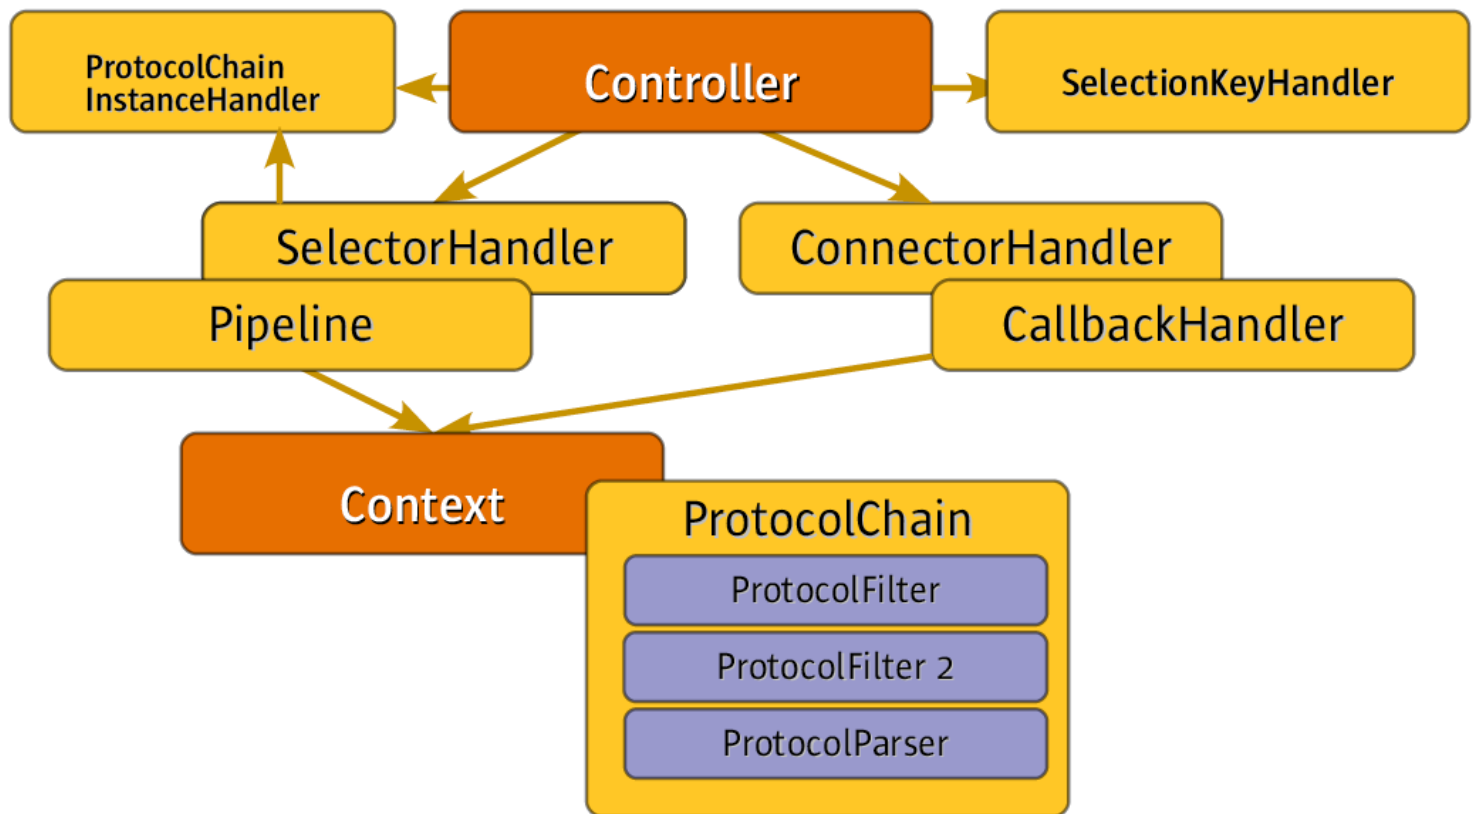 ProtocolChain
InstanceHandler
Controller
SelectionKeyHandler
SelectorHandler
ConnectorHandler
Pipeline
CallbackHandler
Context
ProtocolChain
ProtocolFilter
ProtocolFilter 2
ProtocolParser